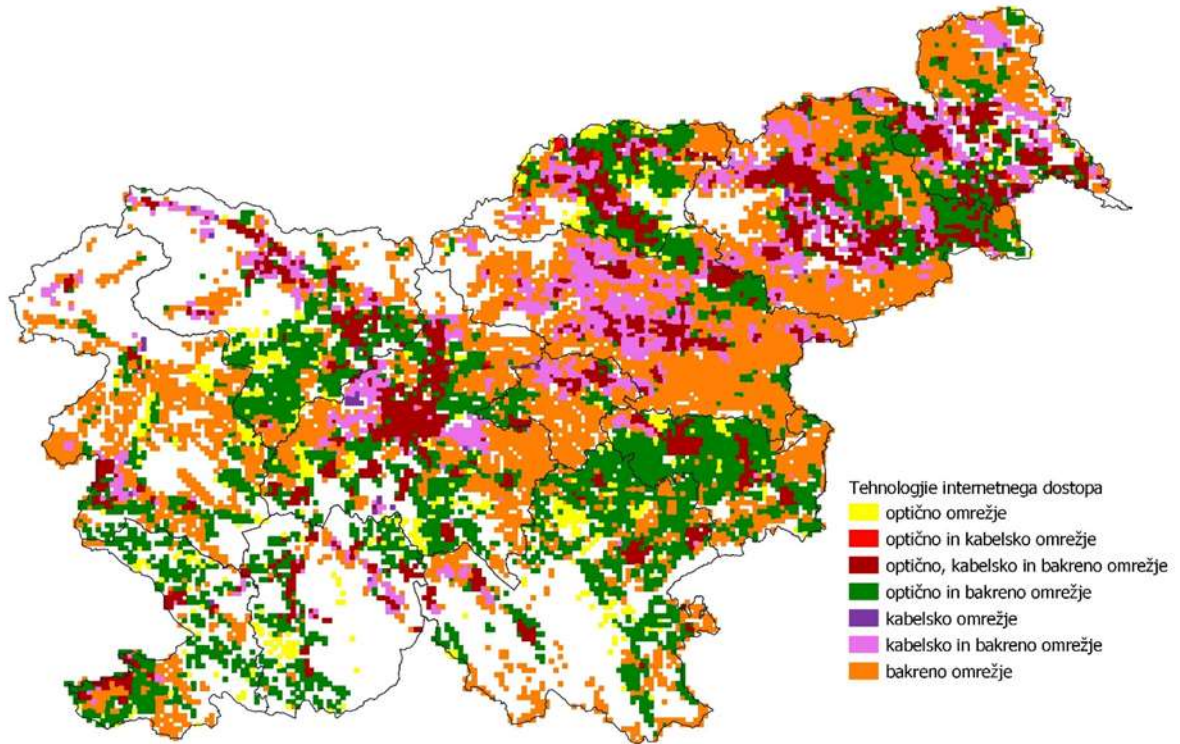 Tehnologjie internetnega dostopa
optično omrežje
optično in kabelsko omrežje
optično, kabelsko in bakreno omrežje
optično in bakreno omrežje
kabelsko omrežje
kabelsko in bakreno omrežje
bakreno omrežje